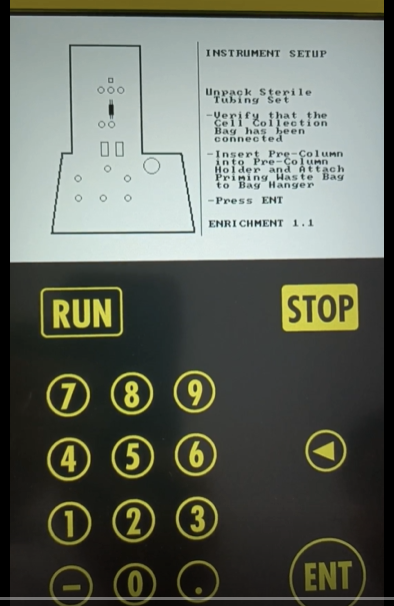 INSTRUMENT SETUP
Unpack Sterile
Tubing Set
-Verify that the
Cell Collection
Bag has been
connected
-Insert Pre-Column
into Pre-Column
Holder and Attach
Priming Waste Bag
to Bag Hanger
-Press ENT
ENRICHMENT 1.1
RUN
STOP
7 8 9
4 5 6
1 2 3
- 0 .
ENT